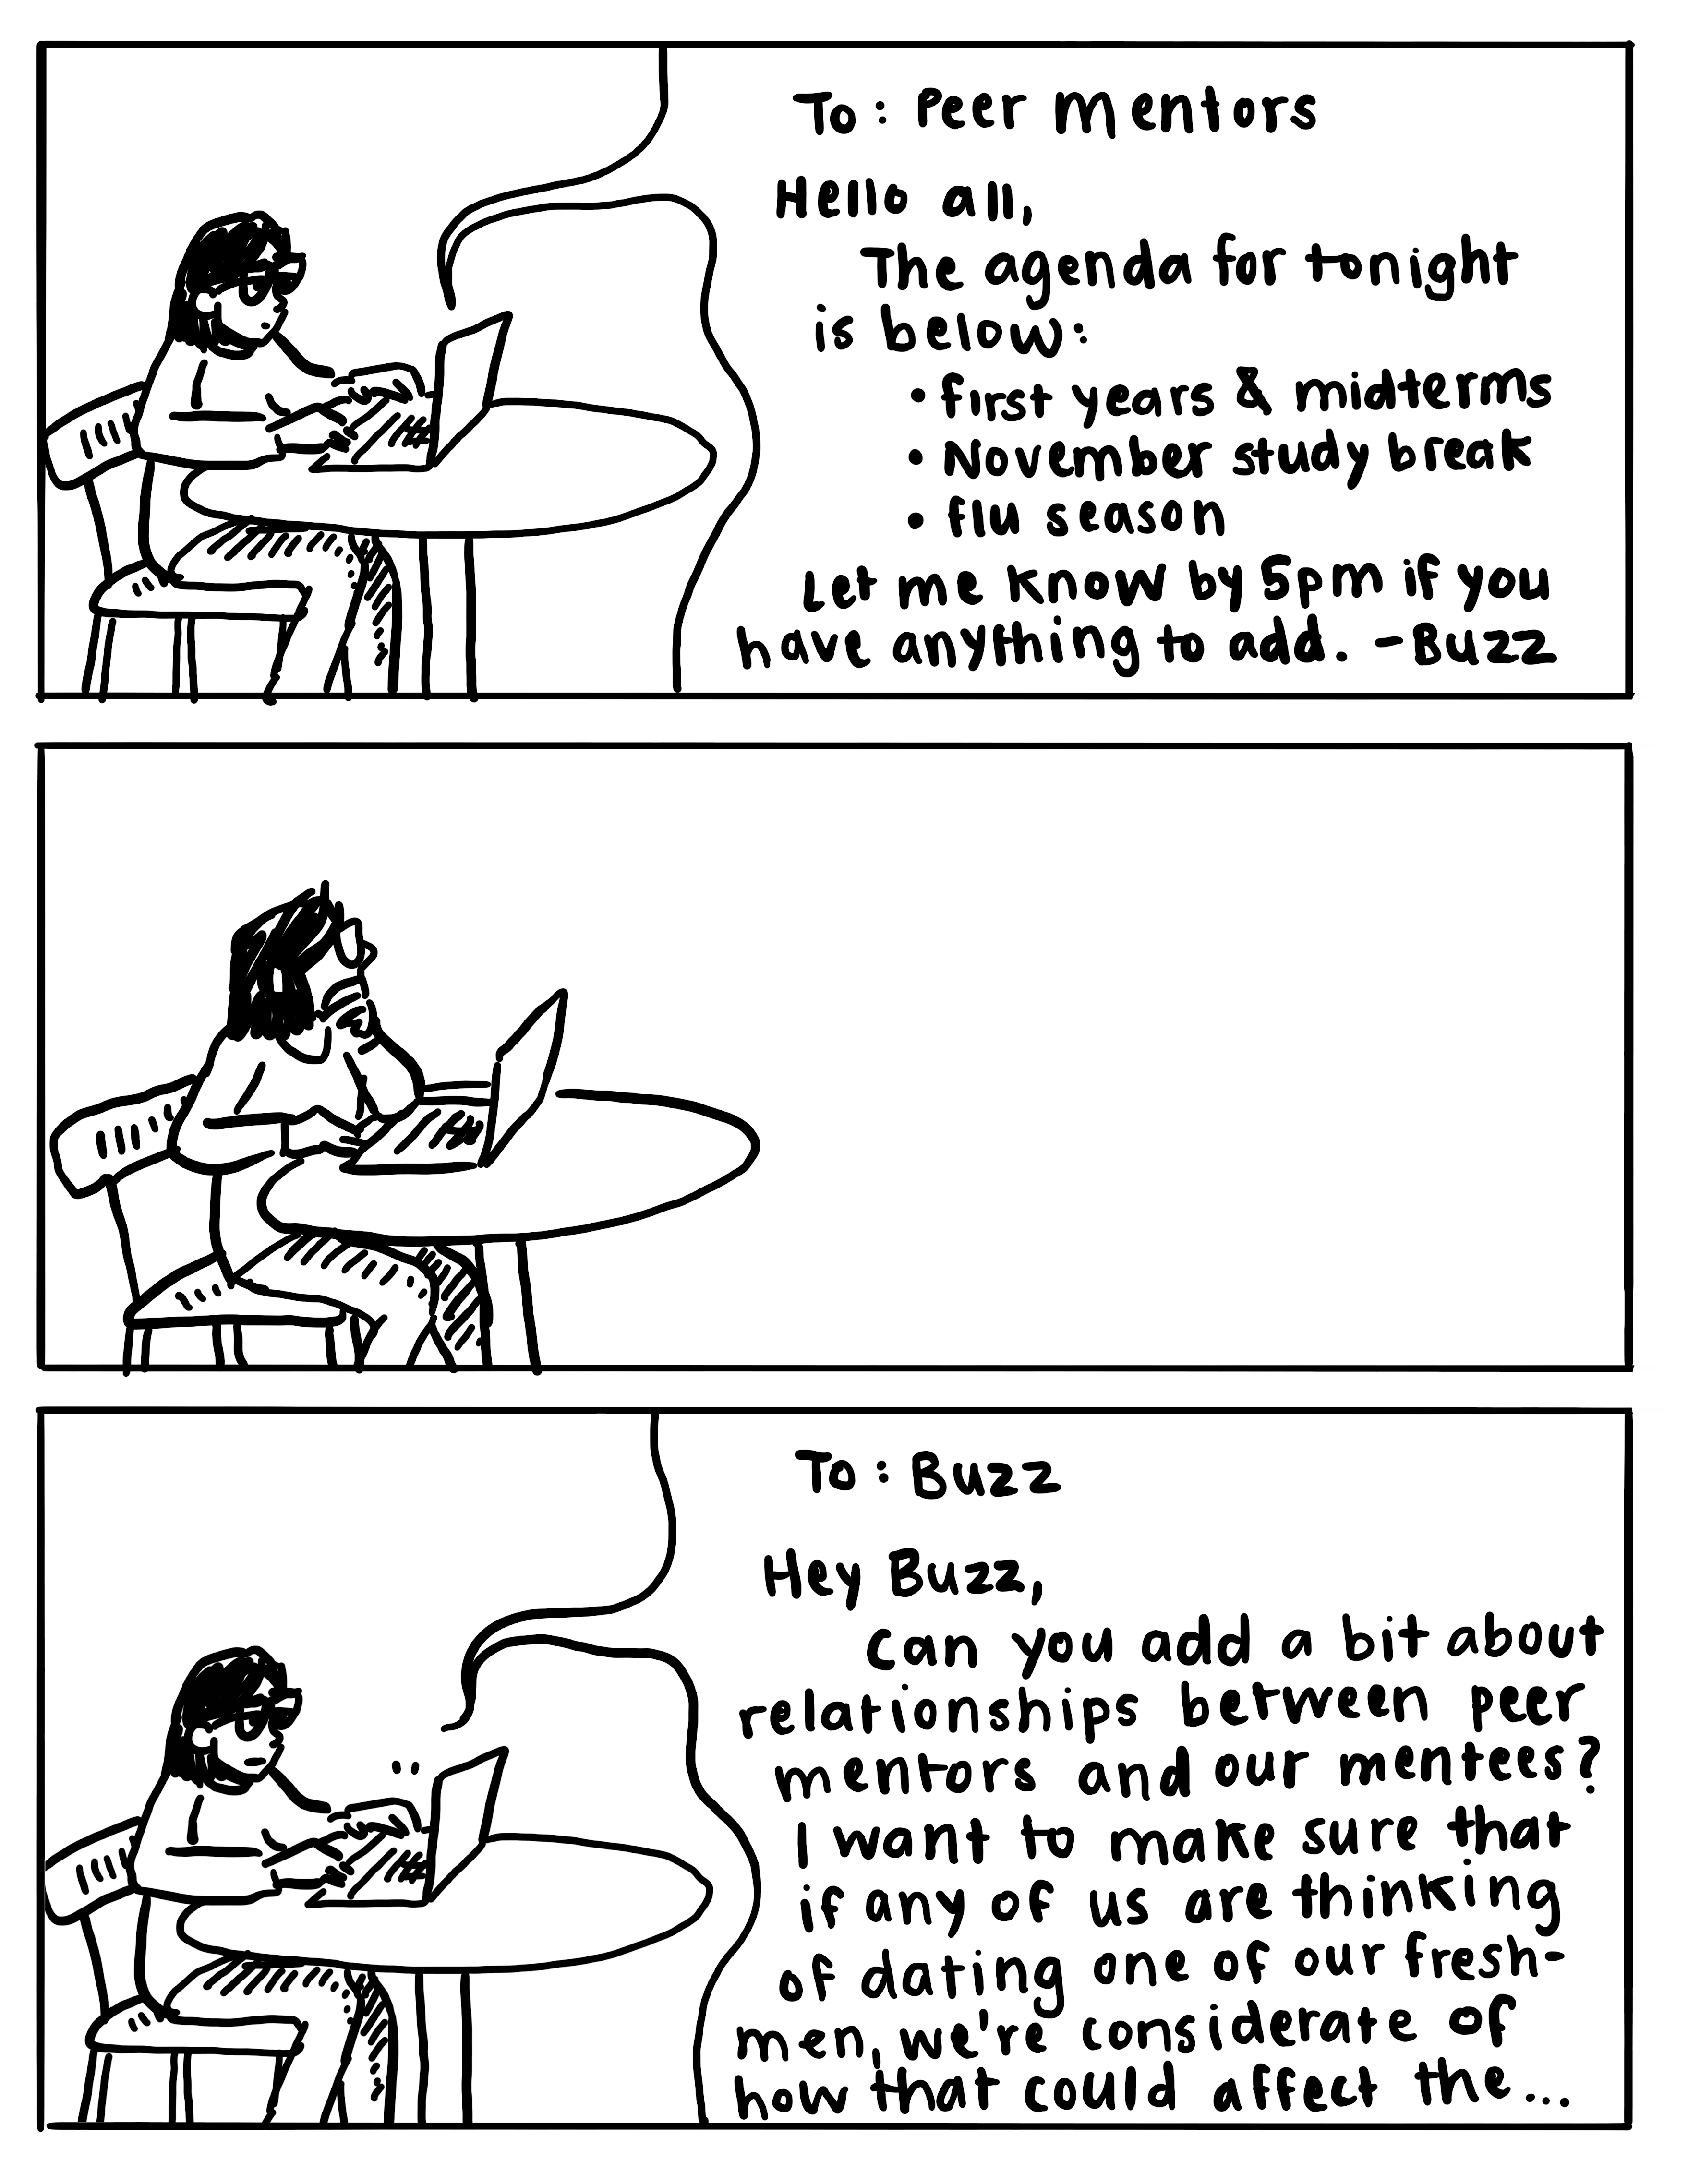 To: Peer Mentors
Hello all,
The agenda for tonight
is below:
• first years & midterms
• November study break
• flu season
Let me know by 5pm if you
have anything to add. -Buzz
To: Buzz
Hey Buzz,
Can you add a bit about
relationships between peer
mentors and our mentees?
I want to make sure that
if any of us are thinking
of dating one of our fresh-
men, we're considerate of
how that could affect the...